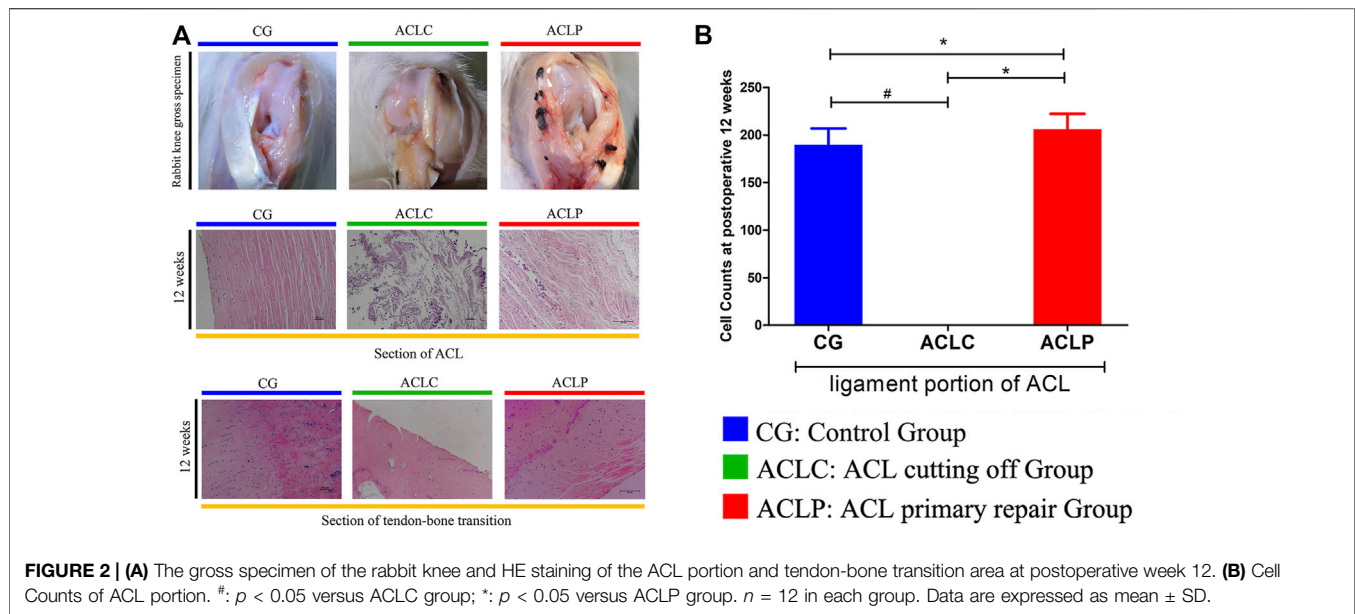 A
CG ACLC ACLP
Rabbit knee gross specimen
CG ACLC ACLP
12 weeks
Section of ACL
CG ACLC ACLP
12 weeks
Section of tendon-bone transition
B
*
*
#
Cell Counts at postoperative 12 weeks
250
200
150
100
50
0
CG ACLC ACLP
ligament portion of ACL
CG: Control Group
ACLC: ACL cutting off Group
ACLP: ACL primary repair Group
FIGURE 2 | (A) The gross specimen of the rabbit knee and HE staining of the ACL portion and tendon-bone transition area at postoperative week 12. (B) Cell
Counts of ACL portion. #: p < 0.05 versus ACLC group; *: p < 0.05 versus ACLP group. n = 12 in each group. Data are expressed as mean ± SD.